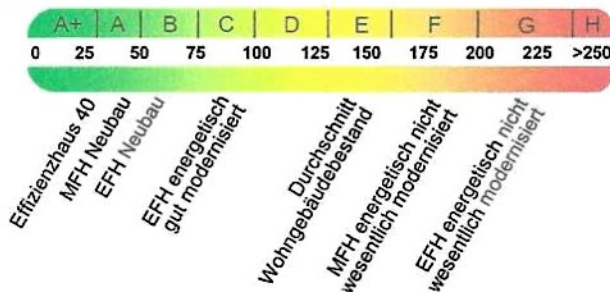 A+ A B C D E F G H
0 25 50 75 100 125 150 175 200 225 >250
Effizienzhaus 40
MFH Neubau
EFH Neubau
EFH energetisch
gut modernisiert
Durchschnitt
Wohngebäudebestand
MFH energetisch nicht
wesentlich modernisiert
EFH energetisch nicht
wesentlich modernisiert